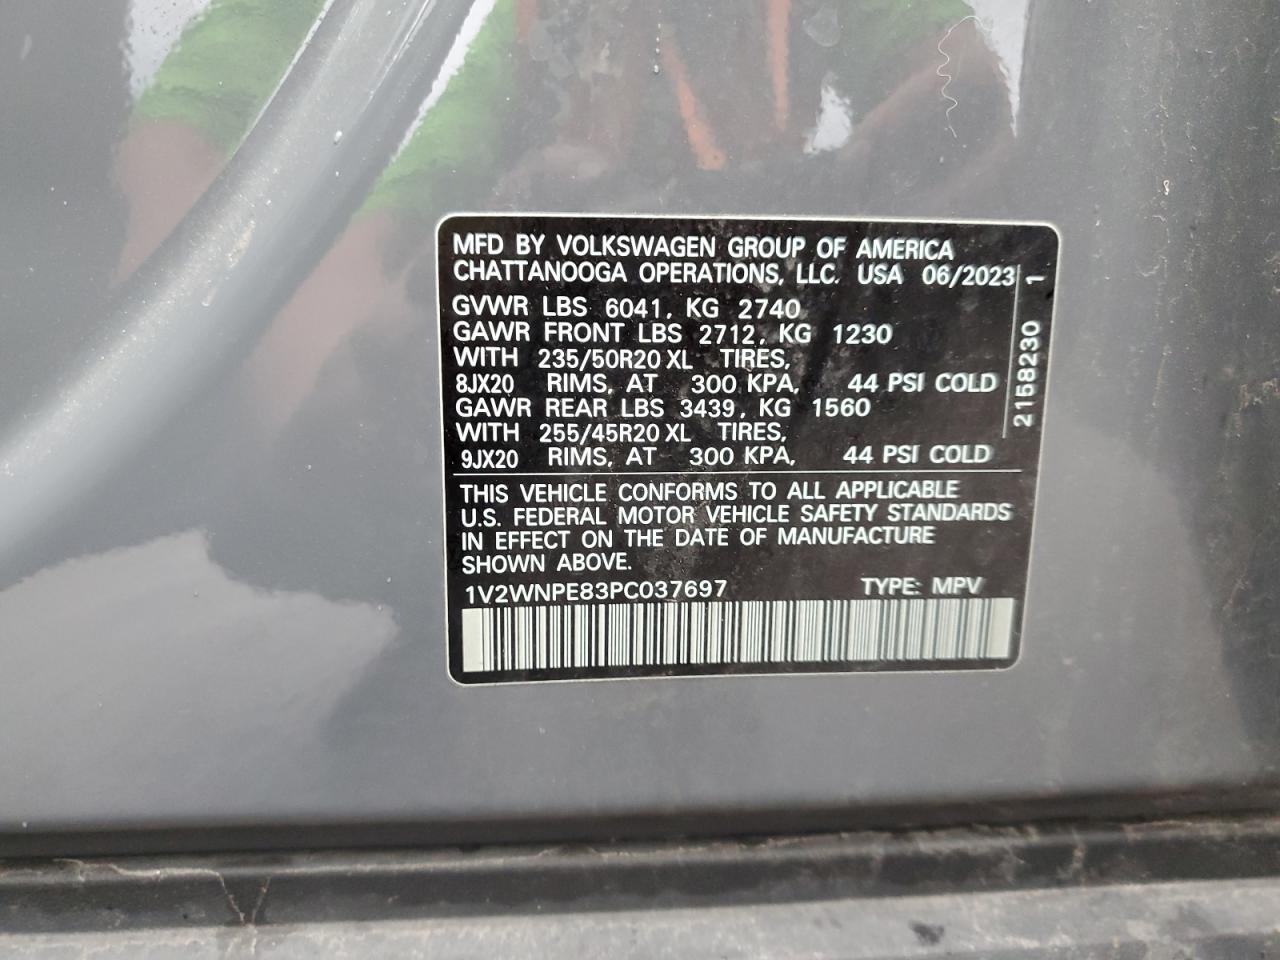 MFD BY VOLKSWAGEN GROUP OF AMERICA
CHATTANOOGA OPERATIONS, LLC. USA 06/2023
GVWR LBS 6041, KG 2740
GAWR FRONT LBS 2712, KG 1230
WITH 235/50R20 XL TIRES,
8JX20 RIMS, AT 300 KPA, 44 PSI COLD
GAWR REAR LBS 3439, KG 1560
WITH 255/45R20 XL TIRES,
9JX20 RIMS, AT 300 KPA, 44 PSI COLD
2158230 1
THIS VEHICLE CONFORMS TO ALL APPLICABLE
U.S. FEDERAL MOTOR VEHICLE SAFETY STANDARDS
IN EFFECT ON THE DATE OF MANUFACTURE
SHOWN ABOVE.
1V2WNPE83PC037697 TYPE: MPV